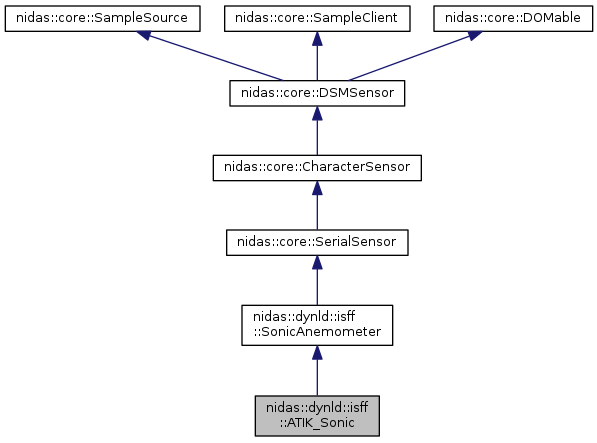 nidas::core::SampleSource
nidas::core::SampleClient
nidas::core::DOMable
nidas::core::DSMSensor
nidas::core::CharacterSensor
nidas::core::SerialSensor
nidas::dynld::isff
::SonicAnemometer
nidas::dynld::isff
::ATIK_Sonic